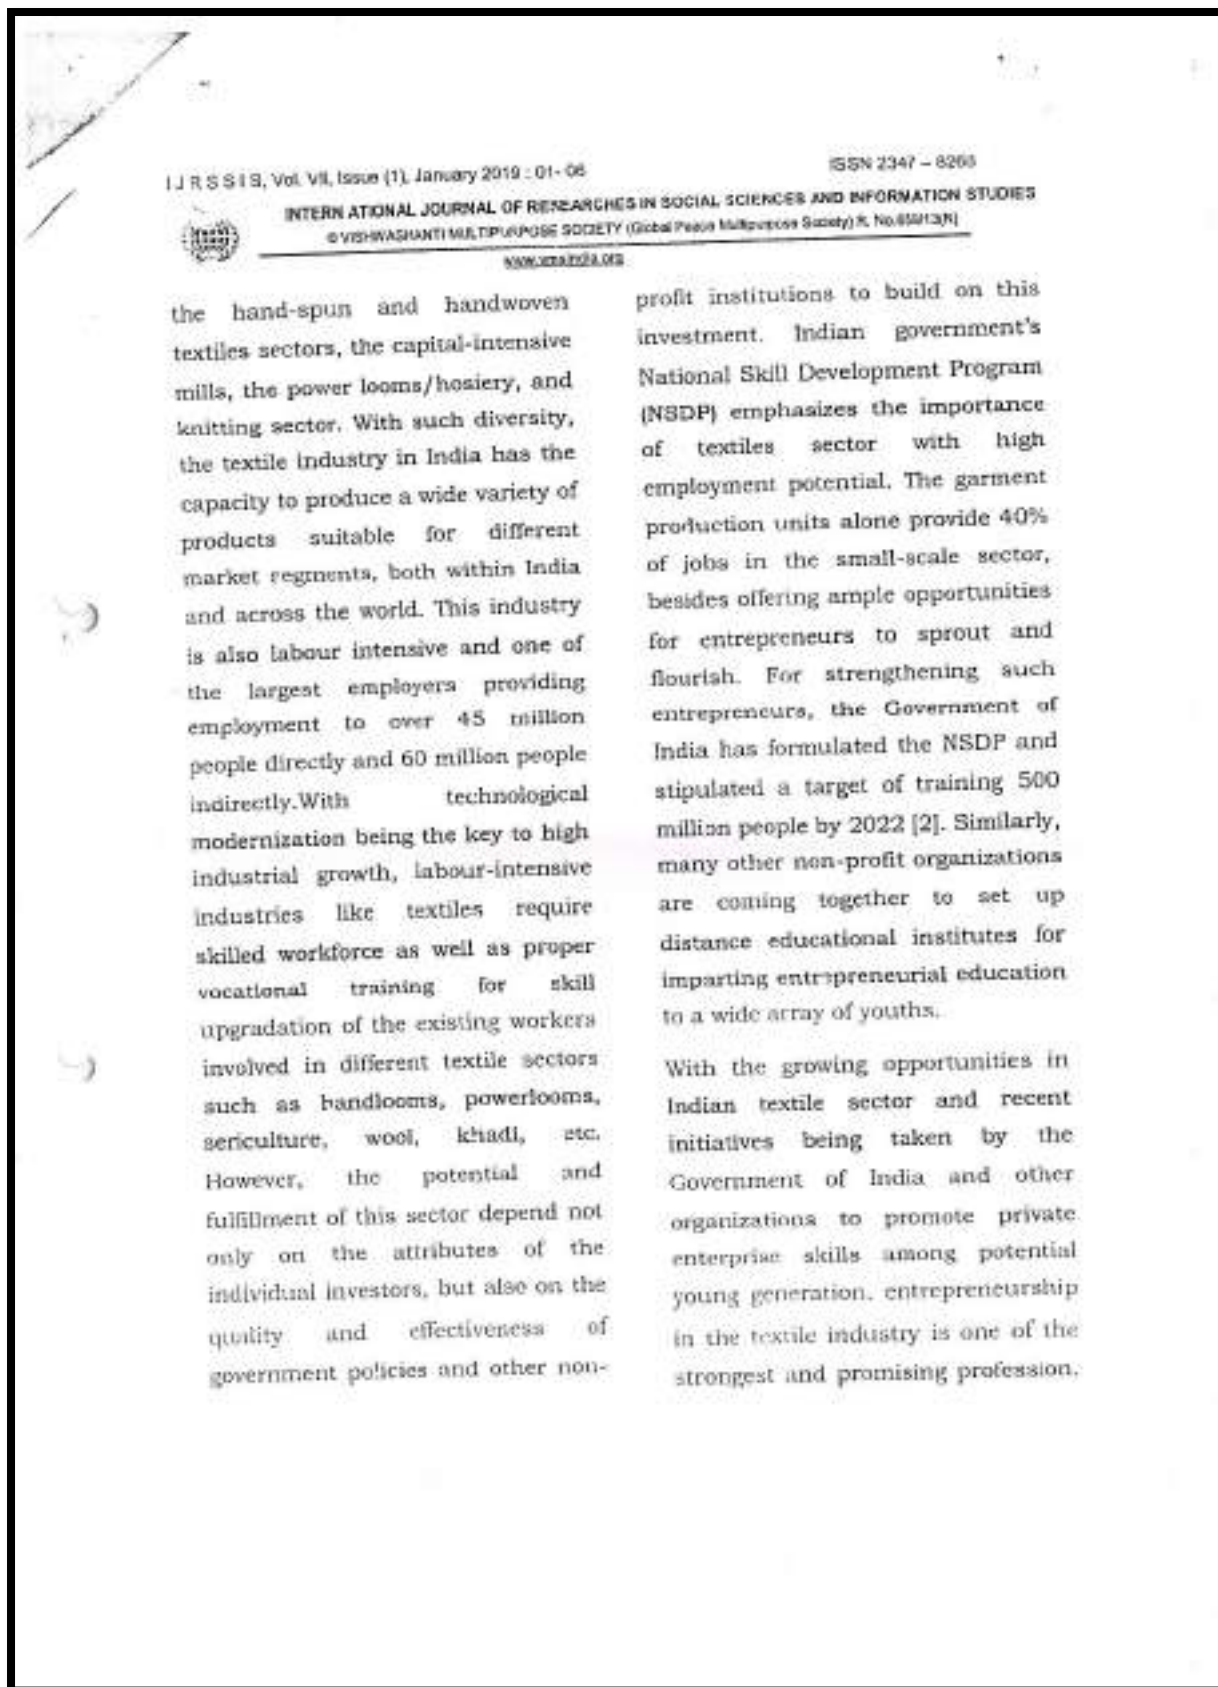 I J R S S I S, Vol. VII, Issue (1), January 2019 : 01- 06
ISSN 2347 –
INTERNATIONAL JOURNAL OF RESEARCHES IN SOCIAL SCIENCES AND INFORMATION STUDIES
© VISHWASHANTI MULTIPURPOSE SOCIETY (Global Peace Multipurpose Society) R. No.
the hand-spun and handwoven
textiles sectors, the capital-intensive
mills, the power looms/hosiery, and
knitting sector. With such diversity,
the textile industry in India has the
capacity to produce a wide variety of
products suitable for different
market regments, both within India
and across the world. This industry
is also labour intensive and one of
the largest employers providing
employment to over 45 million
people directly and 60 million people
indirectly.With technological
modernization being the key to high
industrial growth, labour-intensive
industries like textiles require
skilled workforce as well as proper
vocational training for skill
upgradation of the existing workers
involved in different textile sectors
such as handlooms, powerlooms,
sericulture, wool, khadi, etc.
However, the potential and
fulfillment of this sector depend not
only on the attributes of the
individual investors, but also on the
quality and effectiveness of
government policies and other non-
profit institutions to build on this
investment. Indian government's
National Skill Development Program
(NSDP) emphasizes the importance
of textiles sector with high
employment potential. The garment
production units alone provide 40%
of jobs in the small-scale sector,
besides offering ample opportunities
for entrepreneurs to sprout and
flourish. For strengthening such
entrepreneurs, the Government of
India has formulated the NSDP and
stipulated a target of training 500
million people by 2022 [2]. Similarly,
many other non-profit organizations
are coming together to set up
distance educational institutes for
imparting entrepreneurial education
to a wide array of youths.
With the growing opportunities in
Indian textile sector and recent
initiatives being taken by the
Government of India and other
organizations to promote private
enterprise skills among potential
young generation, entrepreneurship
in the textile industry is one of the
strongest and promising profession.